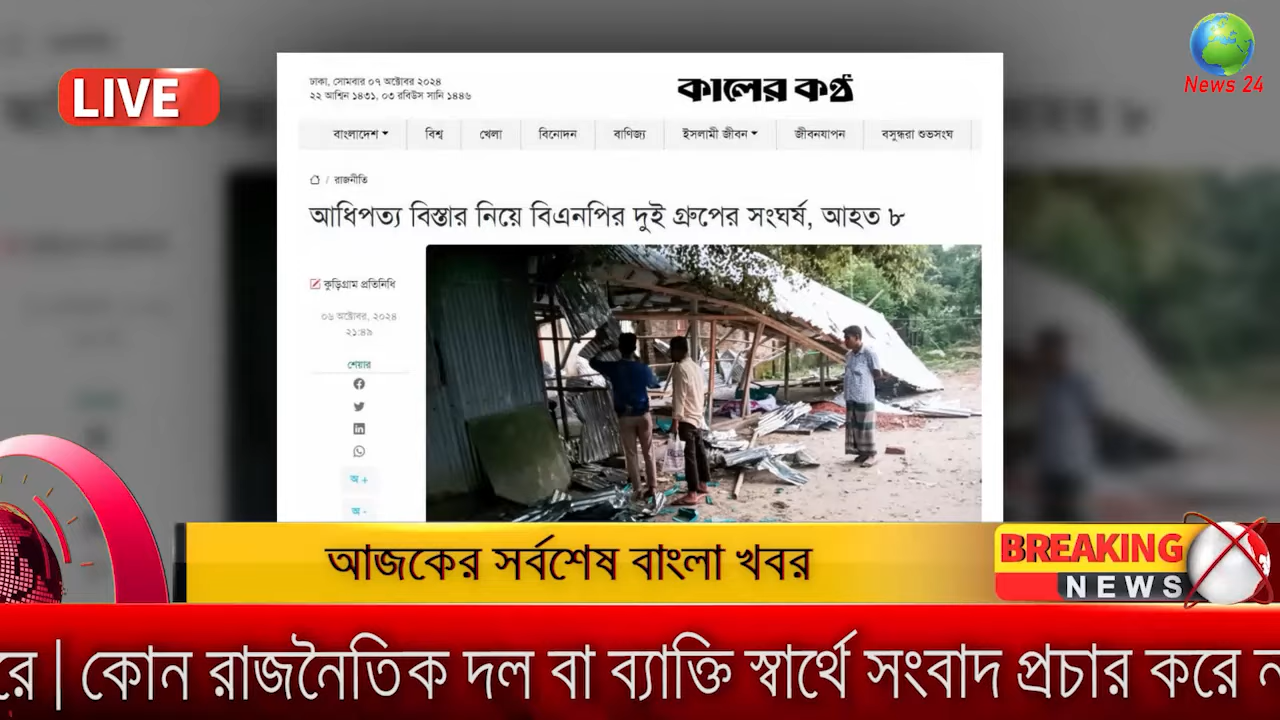 LIVE
News 24
ঢাকা, সোমবার ০৭ অক্টোবর ২০২৪
২২ আশ্বিন ১৪৩১, ০৩ রবিউস সানি ১৪৪৬
কালের কণ্ঠ
বাংলাদেশ বিশ্ব খেলা বিনোদন বাণিজ্য ইসলামী জীবন জীবনযাপন বসুন্ধরা শুভসংঘ
/ রাজনীতি
আধিপত্য বিস্তার নিয়ে বিএনপির দুই গ্রুপের সংঘর্ষ, আহত ৮
কুড়িগ্রাম প্রতিনিধি
০৬ অক্টোবর, ২০২৪
২১:৪৯
শেয়ার
অ +
অ -
আজকের সর্বশেষ বাংলা খবর
BREAKING
NEWS
রে | কোন রাজনৈতিক দল বা ব্যাক্তি স্বার্থে সংবাদ প্রচার করে ন